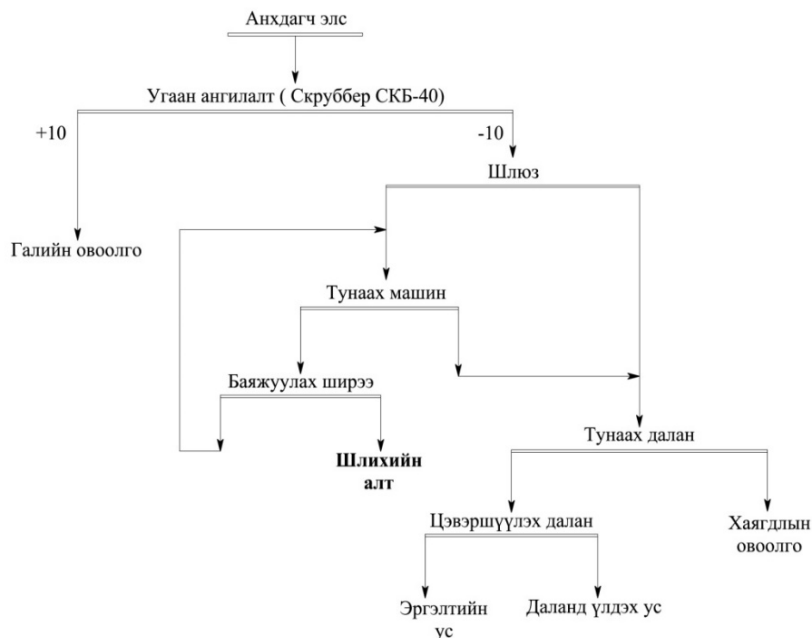 Анхдагч элс
Угаан ангилалт ( Скруббер СКБ-40)
+10
-10
Шлюз
Галийн овоолго
Тунаах машин
Баяжуулах ширээ
Тунаах далан
Шлихийн
алт
Цэвэршүүлэх далан
Хаягдлын
овоолго
Эргэлтийн
ус
Даланд үлдэх ус